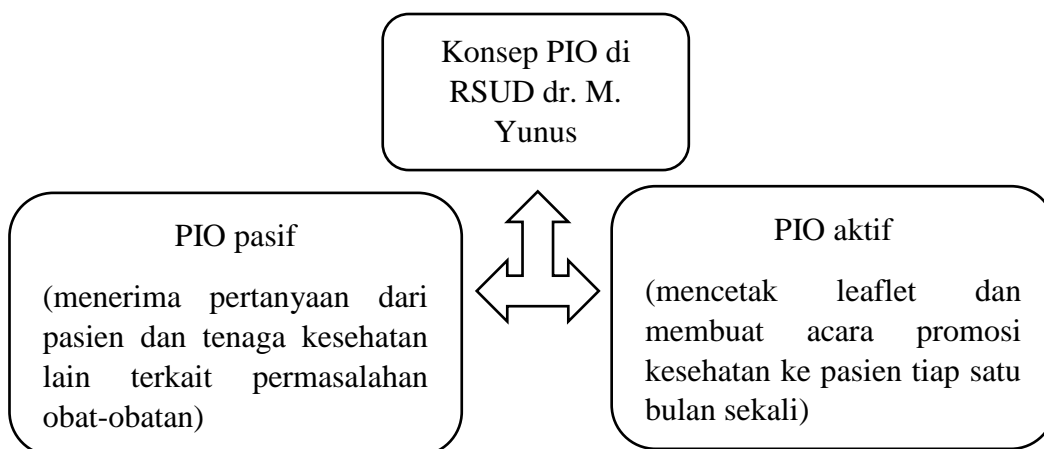 Konsep PIO di
RSUD dr. M.
Yunus
PIO pasif
(menerima pertanyaan dari
pasien dan tenaga kesehatan
lain terkait permasalahan
obat-obatan)
PIO aktif
(mencetak leaflet dan
membuat acara promosi
kesehatan ke pasien tiap satu
bulan sekali)